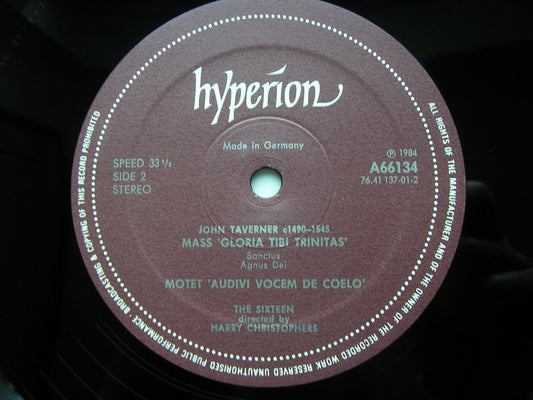 hyperion
Made in Germany
SPEED 33 1/3
SIDE 2
STEREO
℗ 1984
A66134
76.41 137-01-2
JOHN TAVERNER c1490–1545
MASS 'GLORIA TIBI TRINITAS'
Sanctus
Agnus Dei
MOTET 'AUDIVI VOCEM DE COELO'
THE SIXTEEN
directed by
HARRY CHRISTOPHERS
ALL RIGHTS OF THE MANUFACTURER AND OF THE OWNER OF THE RECORDED WORK RESERVED UNAUTHORISED PUBLIC PERFORMANCE BROADCASTING & COPYING OF THIS RECORD PROHIBITED